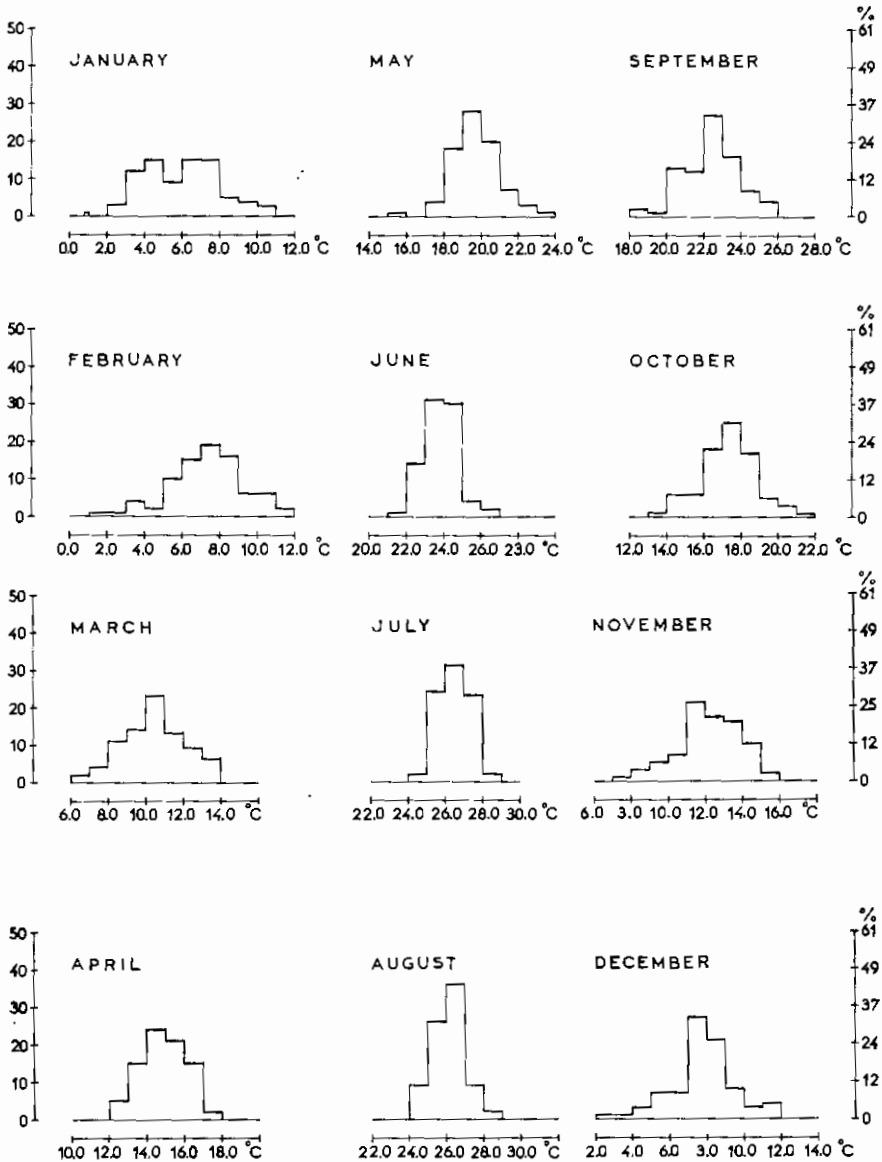 50 % 61
40 JANUARY MAY SEPTEMBER 49
30 37
20 24
10 12
0 0
0.0 2.0 4.0 6.0 8.0 10.0 12.0 °C 14.0 16.0 18.0 20.0 22.0 24.0 °C 18.0 20.0 22.0 24.0 26.0 28.0 °C
50 % 61
40 FEBRUARY JUNE OCTOBER 49
30 37
20 24
10 12
0 0
0.0 2.0 4.0 6.0 8.0 10.0 12.0 °C 20.0 22.0 24.0 26.0 23.0 °C 12.0 14.0 16.0 18.0 20.0 22.0 °C
50 % 61
40 MARCH JULY NOVEMBER 49
30 37
20 25
10 12
0 0
6.0 8.0 10.0 12.0 14.0 °C 22.0 24.0 26.0 28.0 30.0 °C 6.0 3.0 10.0 12.0 14.0 16.0 °C
50 % 61
40 APRIL AUGUST DECEMBER 49
30 37
20 24
10 12
0 0
10.0 12.0 14.0 16.0 18.0 °C 22.0 24.0 26.0 28.0 30.0 °C 2.0 4.0 6.0 3.0 10.0 12.0 14.0 °C